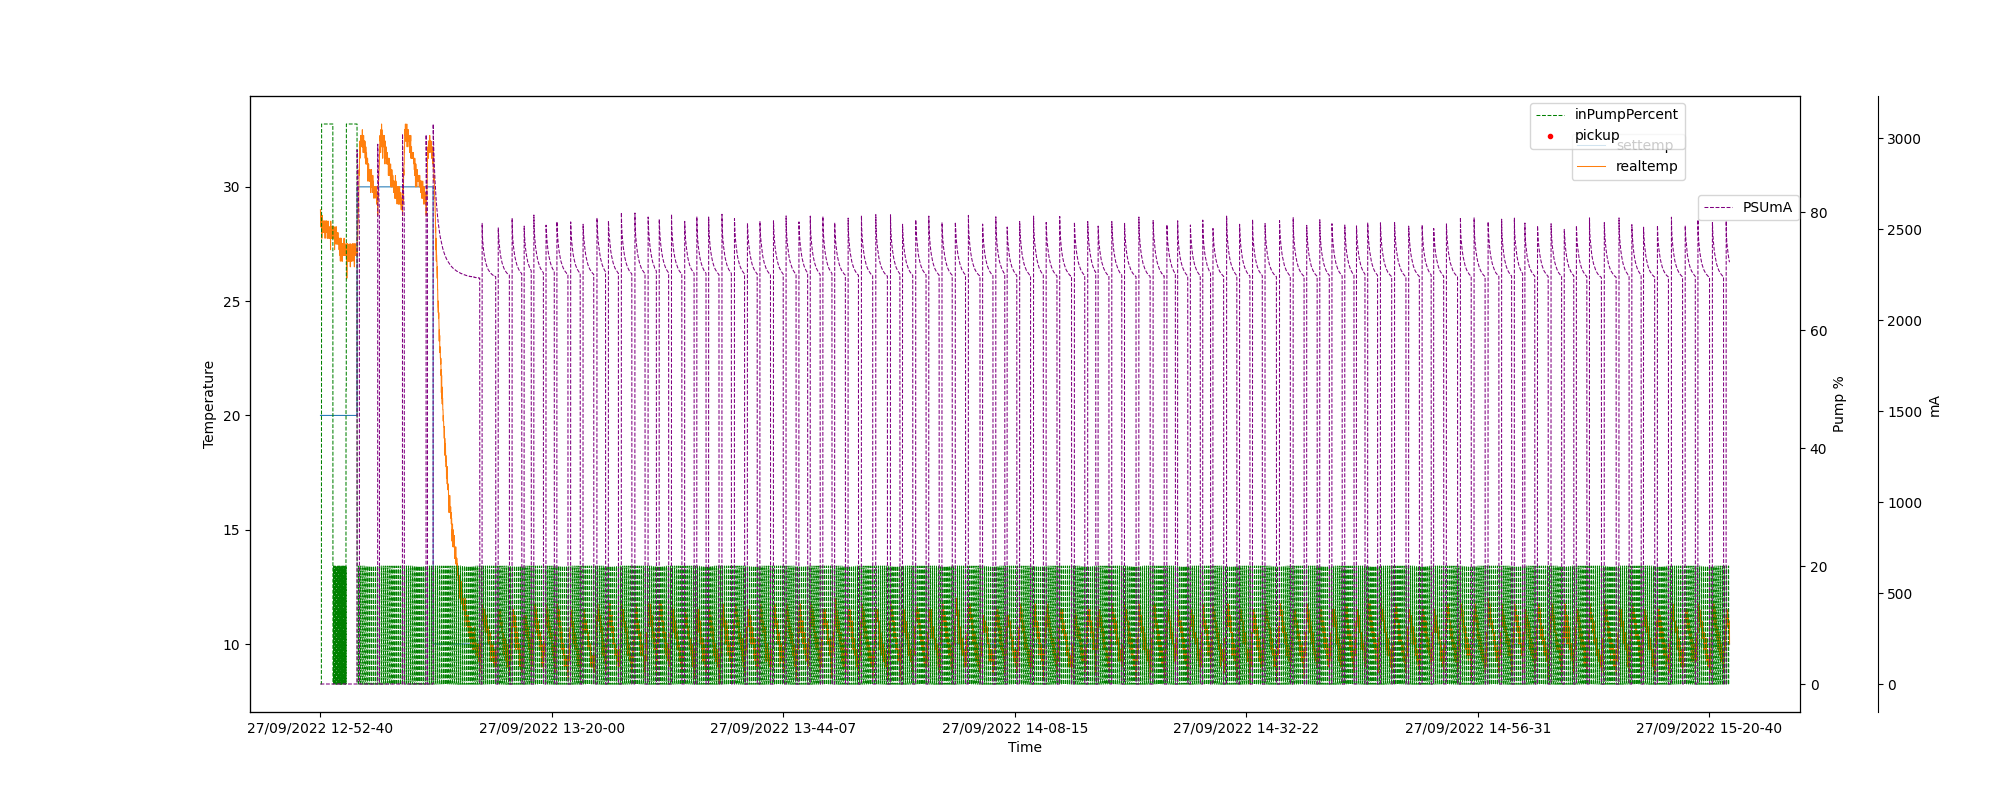 inPumpPercent
pickup
settemp
realtemp
PSUmA
Temperature
30
25
20
15
10
Pump %
80
60
40
20
0
mA
3000
2500
2000
1500
1000
500
0
27/09/2022 12-52-40
27/09/2022 13-20-00
27/09/2022 13-44-07
27/09/2022 14-08-15
27/09/2022 14-32-22
27/09/2022 14-56-31
27/09/2022 15-20-40
Time